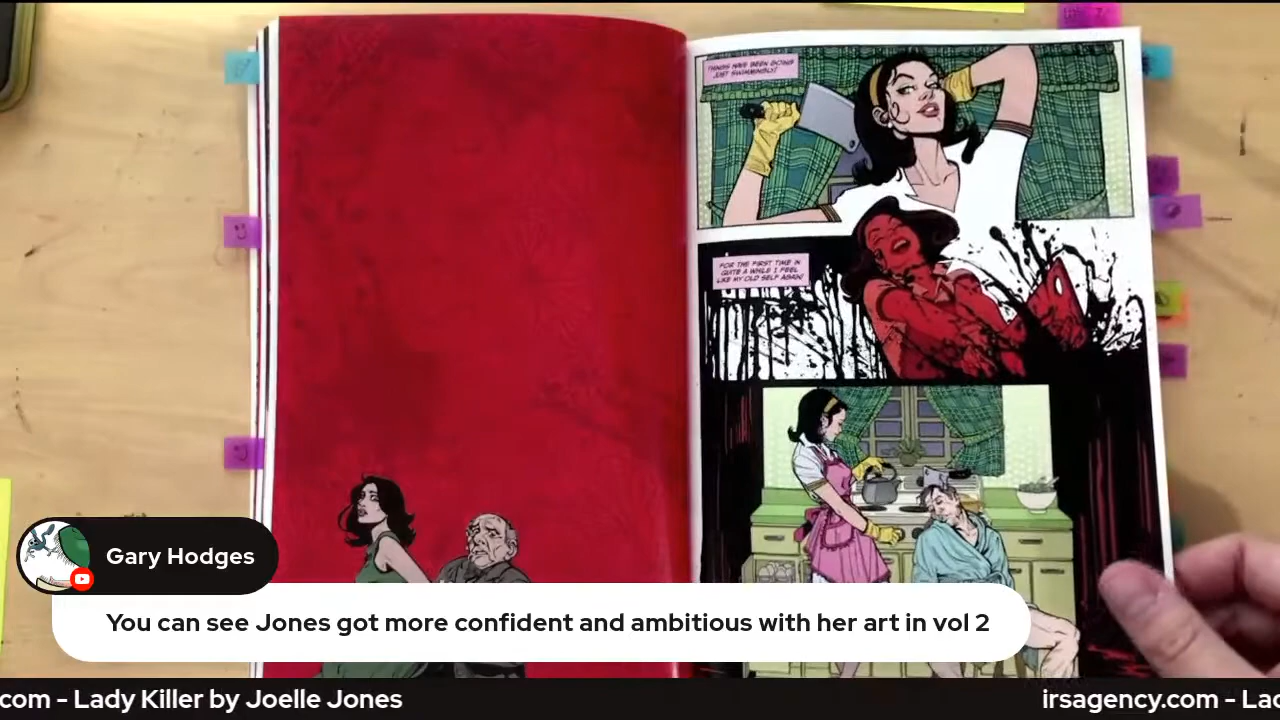 THINGS HAVE BEEN GOING
JUST SWIMMINGLY!
FOR THE FIRST TIME IN
QUITE A WHILE I FEEL
LIKE MY OLD SELF AGAIN!
Gary Hodges
You can see Jones got more confident and ambitious with her art in vol 2
.com - Lady Killer by Joelle Jones
irsagency.com - Lad